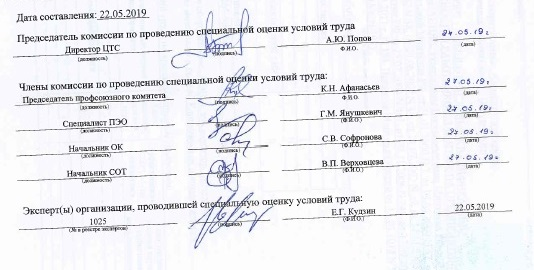 Дата составления: 22.05.2019
Председатель комиссии по проведению специальной оценки условий труда
Директор ЦТС А.Ю. Попов 24.05.19г
(должность) (подпись) Ф.И.О. (дата)
Члены комиссии по проведению специальной оценки условий труда:
Председатель профсоюзного комитета К.Н. Афанасьев 27.05.19г
(должность) (подпись) Ф.И.О. (дата)
Специалист ПЭО Г.М. Янушкевич 27.05.19г
(должность) (подпись) (Ф.И.О.) (дата)
Начальник ОК С.В. Софронова 27.05.19г
(должность) (подпись) (Ф.И.О.) (дата)
Начальник СОТ В.П. Верховцева 27.05.19г
(должность) (подпись) (Ф.И.О.) (дата)
Эксперт(ы) организации, проводившей специальную оценку условий труда:
1025 Е.Г. Кудзин 22.05.2019
(№ в реестре экспертов) (подпись) (Ф.И.О.) (дата)